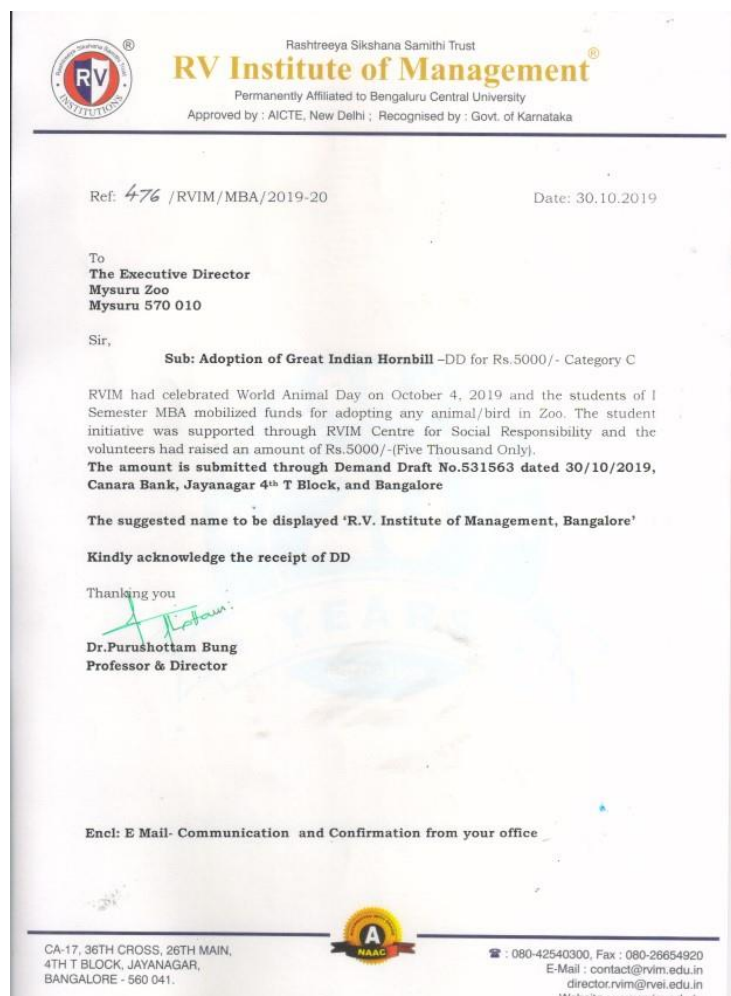 Rashtreeya Sikshana Samithi Trust
RV Institute of Management®
Permanently Affiliated to Bengaluru Central University
Approved by : AICTE, New Delhi ; Recognised by : Govt. of Karnataka
Rashtreeya Sikshana Samithi Trust
®
RV
INSTITUTIONS
Ref: 476 /RVIM/MBA/2019-20 Date: 30.10.2019
To
The Executive Director
Mysuru Zoo
Mysuru 570 010
Sir,
Sub: Adoption of Great Indian Hornbill –DD for Rs.5000/- Category C
RVIM had celebrated World Animal Day on October 4, 2019 and the students of I
Semester MBA mobilized funds for adopting any animal/bird in Zoo. The student
initiative was supported through RVIM Centre for Social Responsibility and the
volunteers had raised an amount of Rs.5000/-(Five Thousand Only).
The amount is submitted through Demand Draft No.531563 dated 30/10/2019,
Canara Bank, Jayanagar 4th T Block, and Bangalore
The suggested name to be displayed ‘R.V. Institute of Management, Bangalore’
Kindly acknowledge the receipt of DD
Thanking you
YEARS
Dr.Purushottam Bung
Professor & Director
Encl: E Mail- Communication and Confirmation from your office
A
NAAC
CA-17, 36TH CROSS, 26TH MAIN,
4TH T BLOCK, JAYANAGAR,
BANGALORE - 560 041.
☎ : 080-42540300, Fax : 080-26654920
E-Mail : contact@rvim.edu.in
director.rvim@rvei.edu.in